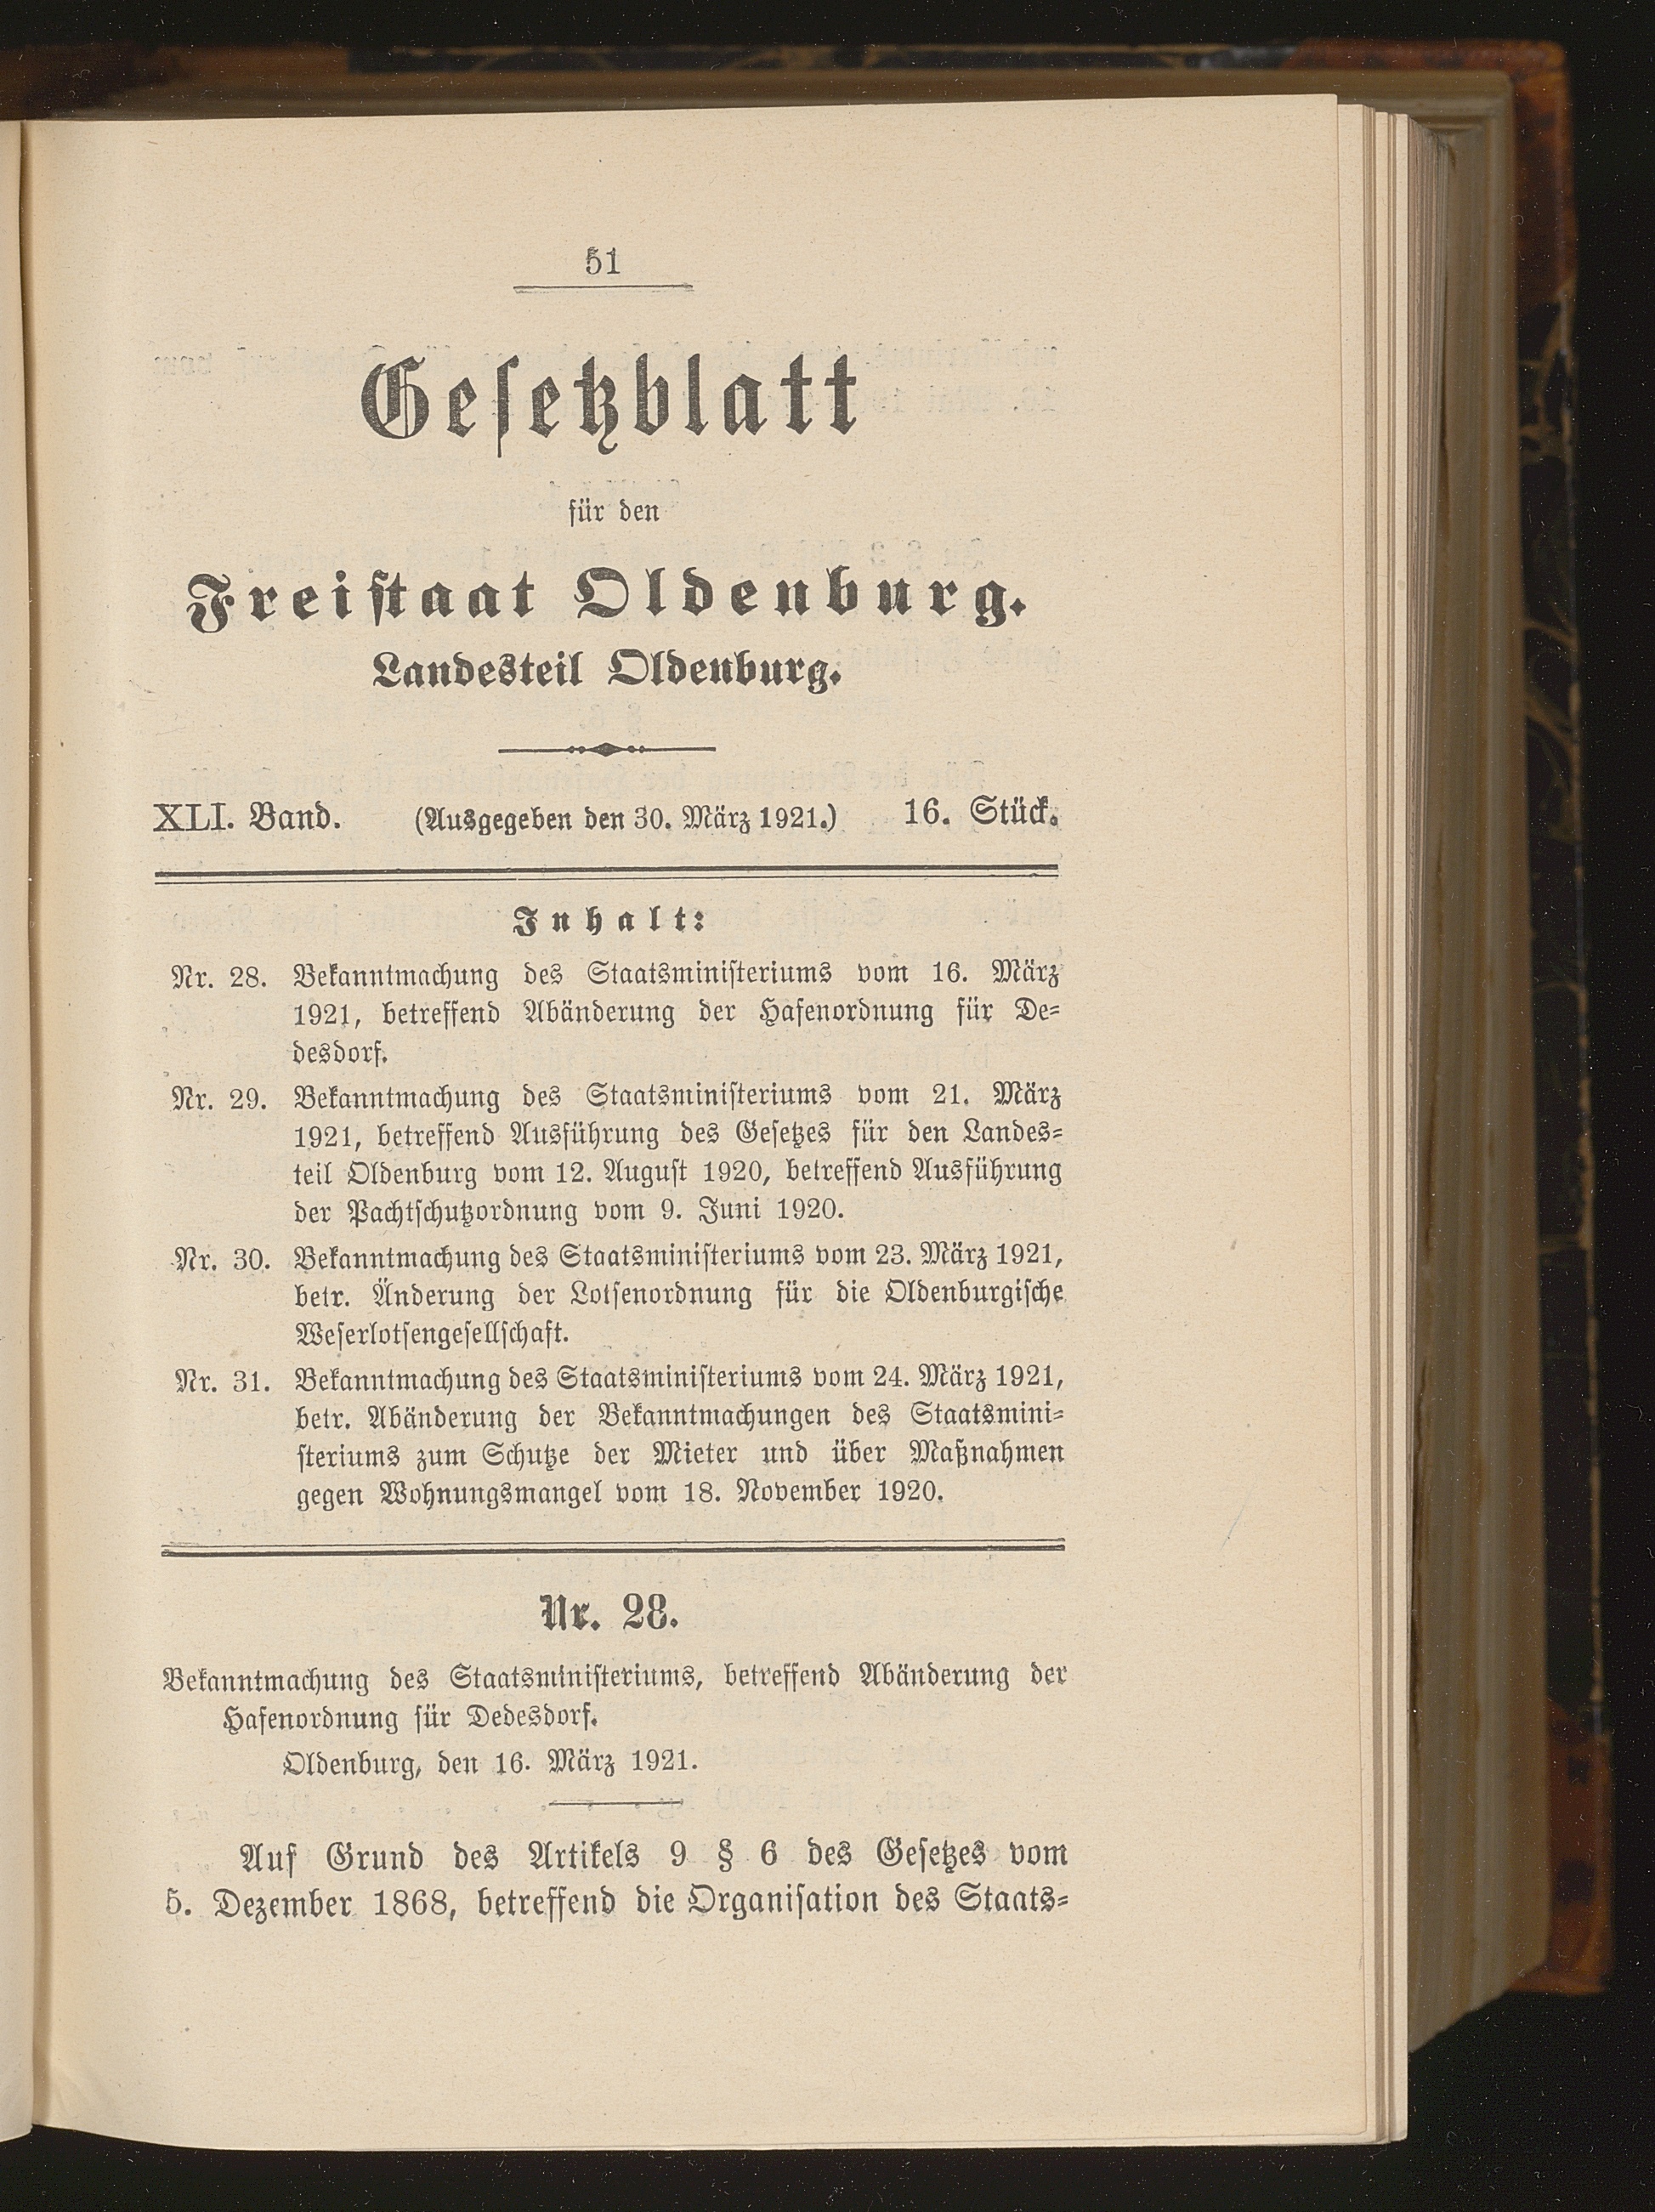 51
Gesetzblatt
für den
Freistaat Oldenburg.
Landesteil Oldenburg.
XLI. Band. (Ausgegeben den 30. März 1921.) 16. Stück.
Inhalt:
Nr. 28. Bekanntmachung des Staatsministeriums vom 16. März
1921, betreffend Abänderung der Hafenordnung für De-
desdorf.
Nr. 29. Bekanntmachung des Staatsministeriums vom 21. März
1921, betreffend Ausführung des Gesetzes für den Landes-
teil Oldenburg vom 12. August 1920, betreffend Ausführung
der Pachtschutzordnung vom 9. Juni 1920.
Nr. 30. Bekanntmachung des Staatsministeriums vom 23. März 1921,
betr. Änderung der Lotsenordnung für die Oldenburgische
Weserlotsengesellschaft.
Nr. 31. Bekanntmachung des Staatsministeriums vom 24. März 1921,
betr. Abänderung der Bekanntmachungen des Staatsmini-
steriums zum Schutze der Mieter und über Maßnahmen
gegen Wohnungsmangel vom 18. November 1920.
Nr. 28.
Bekanntmachung des Staatsministeriums, betreffend Abänderung der
Hafenordnung für Dedesdorf.
Oldenburg, den 16. März 1921.
Auf Grund des Artikels 9 § 6 des Gesetzes vom
5. Dezember 1868, betreffend die Organisation des Staats-